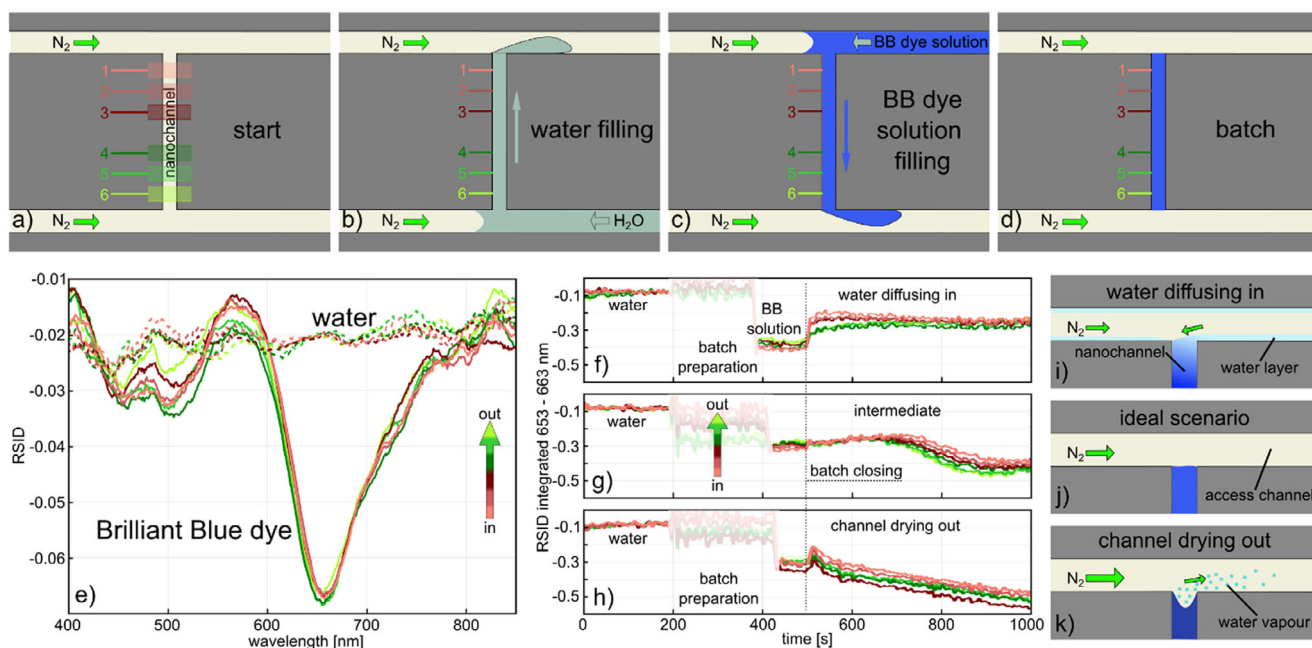 N₂
1
2
3
4
5
6
nanochannel
start
N₂
a)
N₂
1
2
3
4
5
6
water filling
N₂
H₂O
b)
N₂
BB dye solution
1
2
3
4
5
6
BB dye
solution
filling
N₂
c)
N₂
1
2
3
4
5
6
batch
N₂
d)
RSID
-0.01
-0.02
-0.03
-0.04
-0.05
-0.06
water
Brilliant Blue dye
out
in
e)
400
500
600
700
800
wavelength [nm]
RSID integrated 653 - 663 nm
-0.1
-0.3
-0.5
water
BB
solution
batch
preparation
water diffusing in
f)
-0.1
-0.3
-0.5
water
out
in
intermediate
batch closing
g)
-0.1
-0.3
-0.5
water
batch
preparation
channel drying out
h)
0
200
400
600
800
1000
time [s]
water diffusing in
N₂
nanochannel
water layer
i)
ideal scenario
N₂
access channel
j)
channel drying out
N₂
water vapour
k)